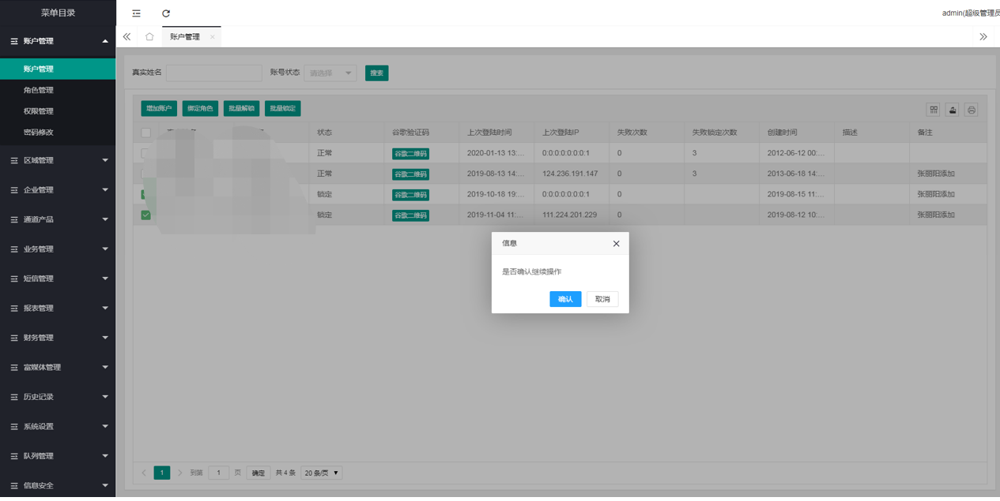 菜单目录
admin(超级管理员
账户管理
账户管理
账户管理
角色管理
权限管理
密码修改
区域管理
企业管理
通道产品
业务管理
短信管理
报表管理
财务管理
富媒体管理
历史记录
系统设置
队列管理
信息安全
真实姓名 账号状态 请选择 搜索
增加账户 绑定角色 批量解锁 批量锁定
状态 谷歌验证码 上次登陆时间 上次登陆IP 失败次数 失败锁定次数 创建时间 描述 备注
正常 谷歌二维码 2020-01-13 13:... 0:0:0:0:0:0:0:1 0 3 2012-06-12 00:...
正常 谷歌二维码 2019-08-13 14:... 124.236.191.147 0 3 2013-06-18 14:... 张丽阳添加
锁定 谷歌二维码 2019-10-18 19:... 0:0:0:0:0:0:0:1 0 2019-08-15 11:... 张丽阳添加
锁定 谷歌二维码 2019-11-04 11:... 111.224.201.229 0 2019-08-12 10:... 张丽阳添加
信息
是否确认继续操作
确认 取消
1 到第 1 页 确定 共 4 条 20 条/页